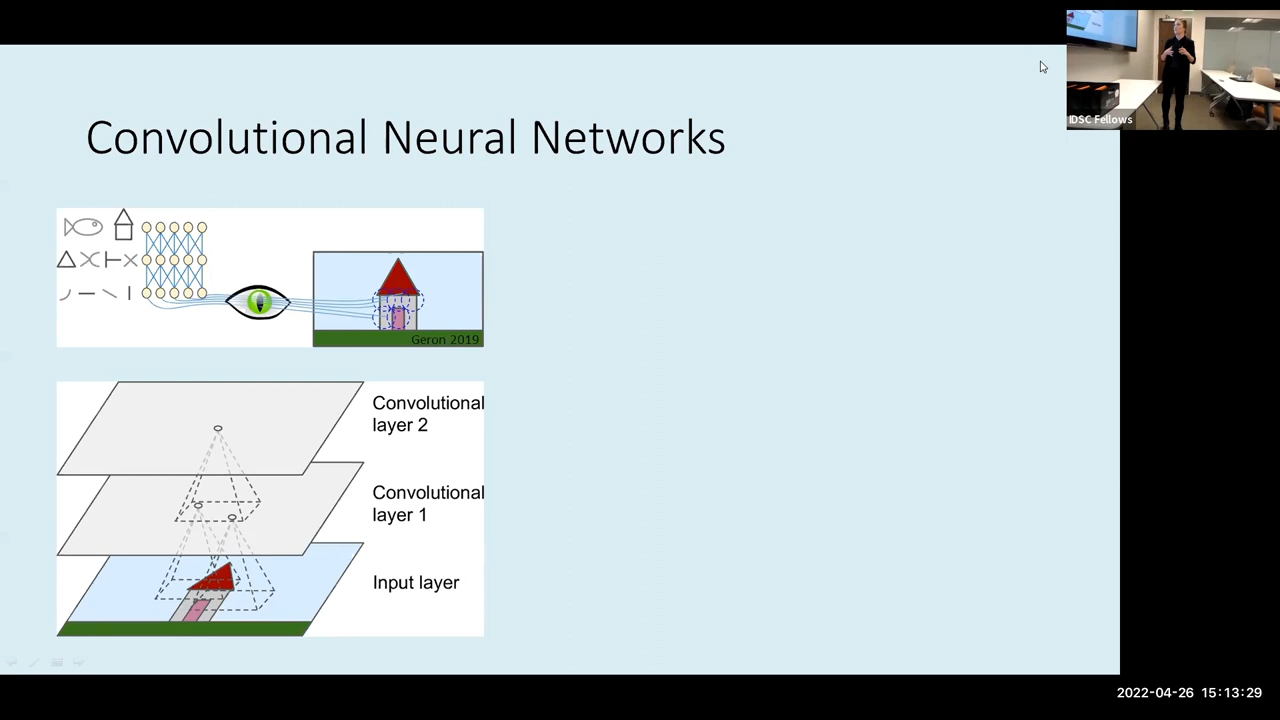 IDSC Fellows
Convolutional Neural Networks
Geron 2019
Convolutional
layer 2
Convolutional
layer 1
Input layer
2022-04-26 15:13:29